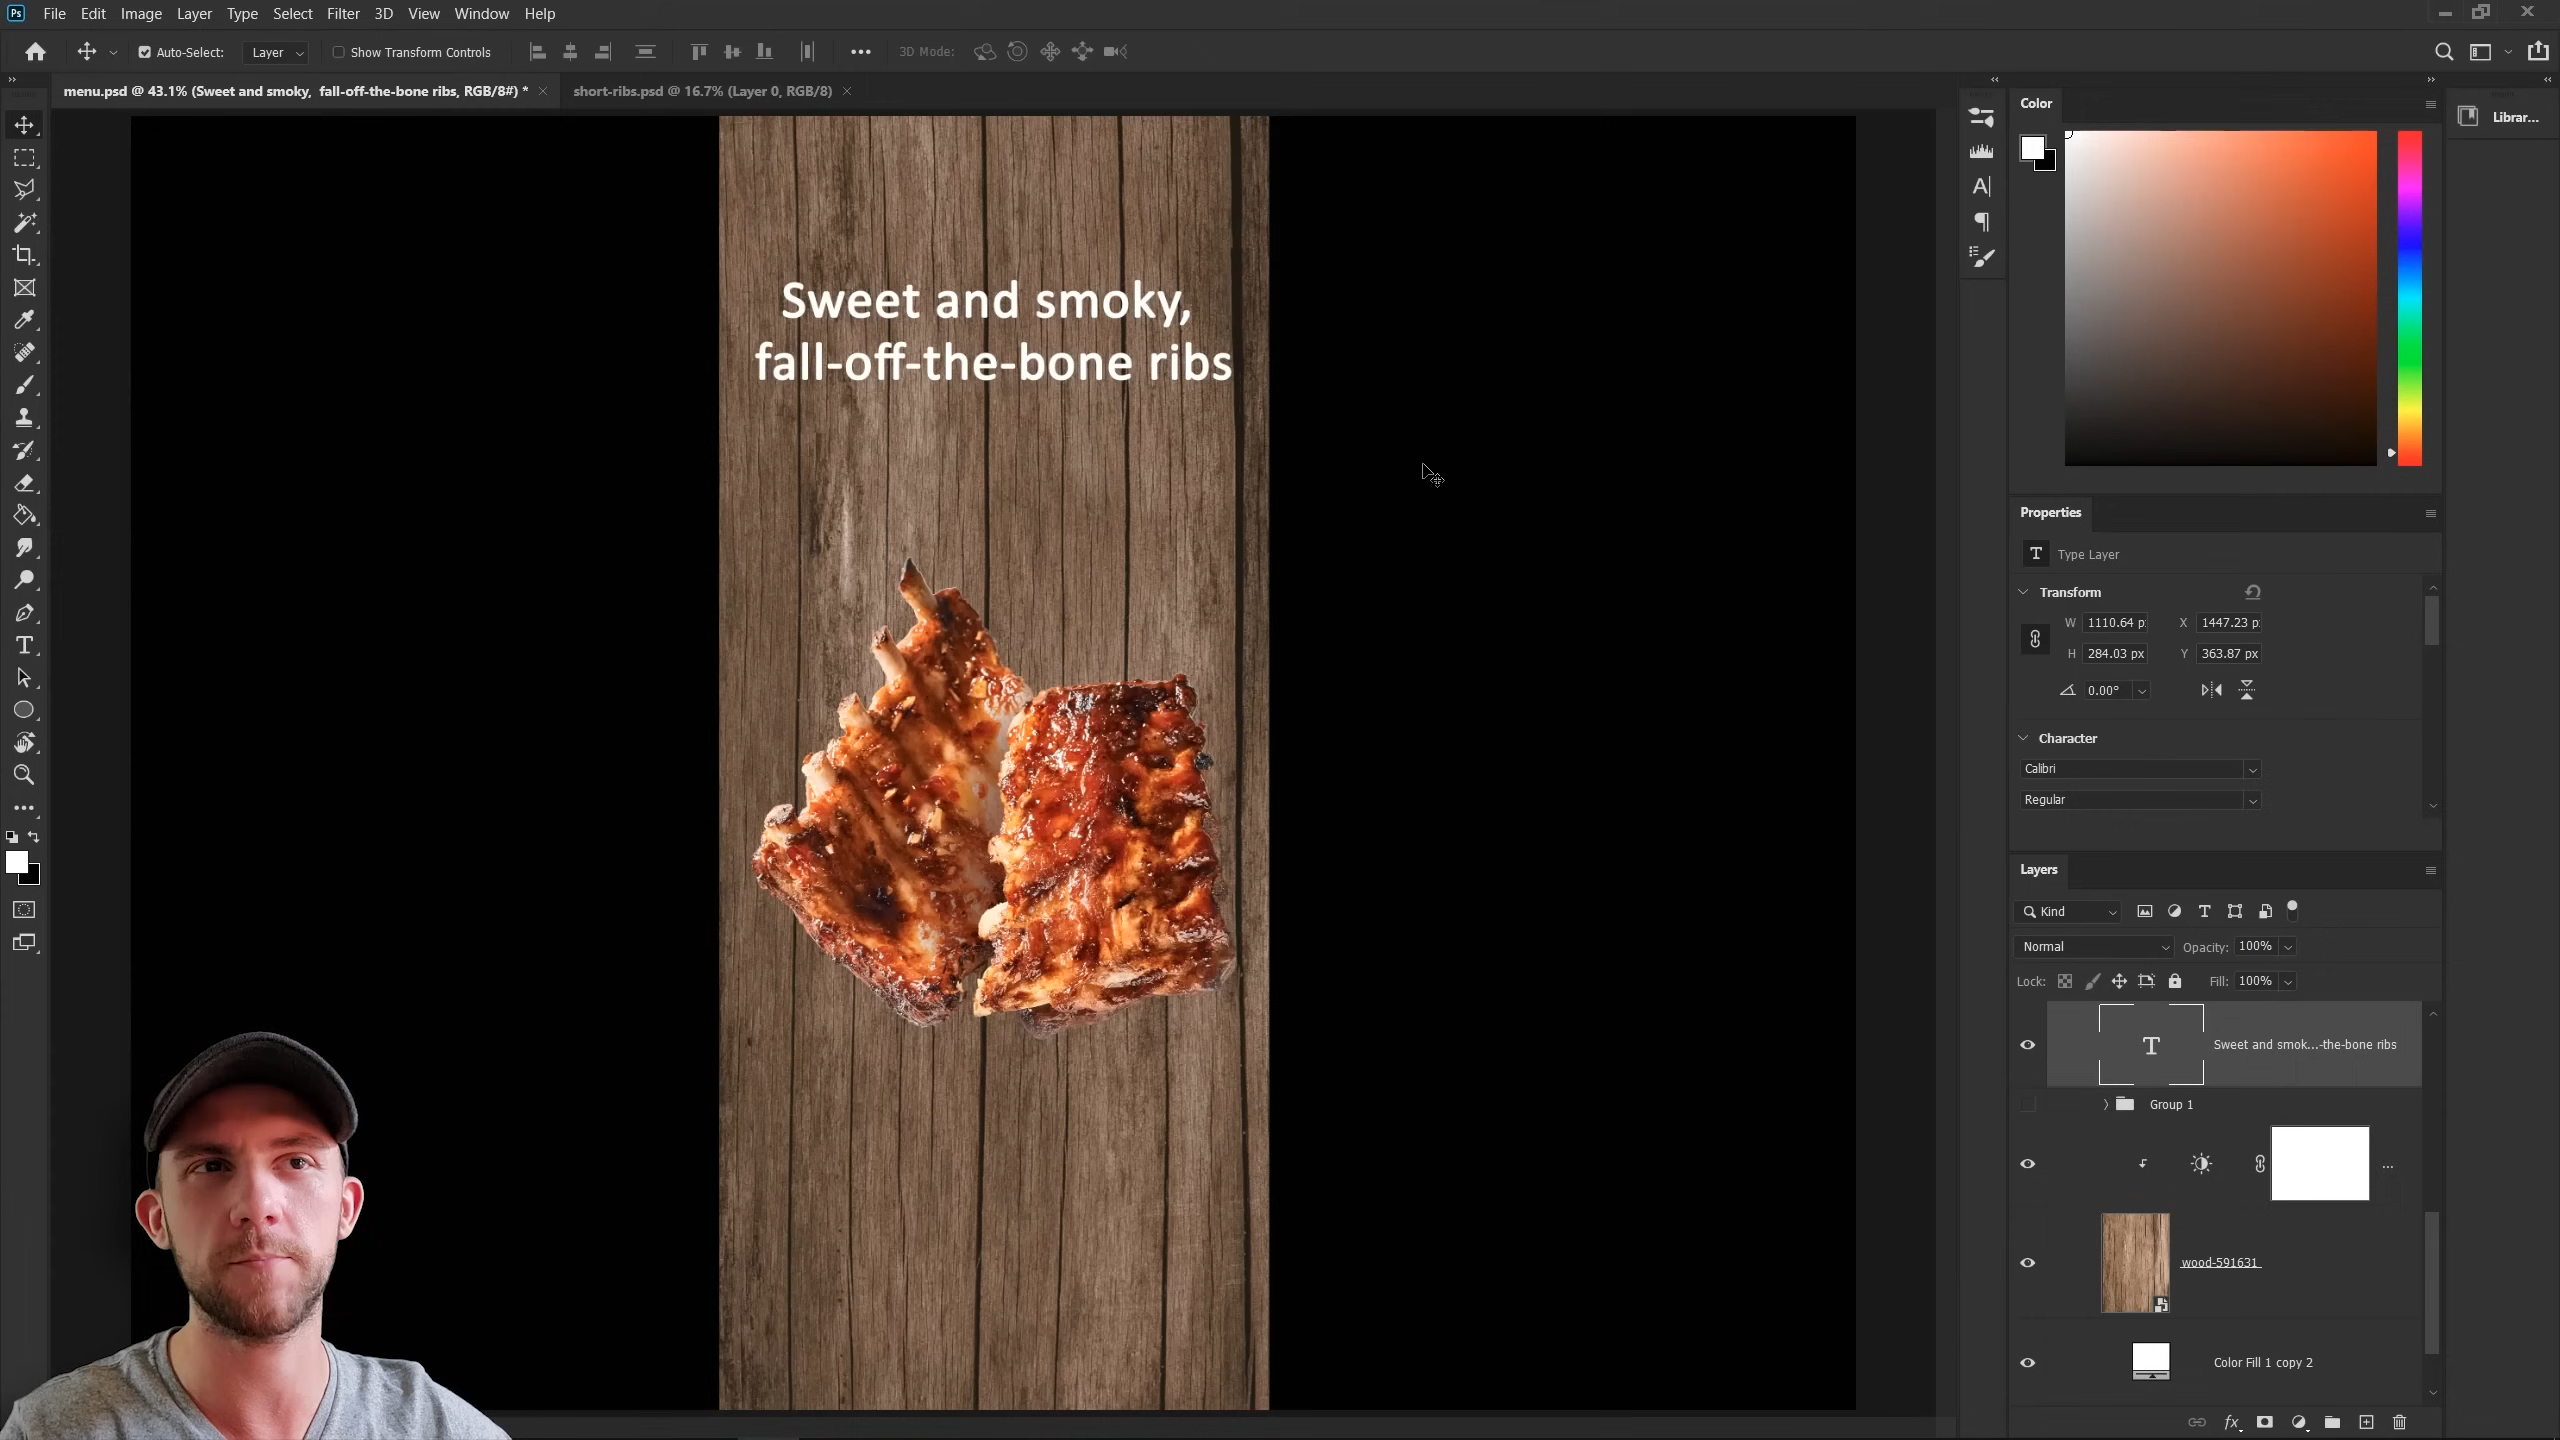 Ps File Edit Image Layer Type Select Filter 3D View Window Help
Auto-Select: Layer Show Transform Controls 3D Mode:
menu.psd @ 43.1% (Sweet and smoky, fall-off-the-bone ribs, RGB/8#) *
short-ribs.psd @ 16.7% (Layer 0, RGB/8)
Sweet and smoky,
fall-off-the-bone ribs
Color
Librar...
Properties
T Type Layer
Transform
W 1110.64 p X 1447.23 p
H 284.03 px Y 363.87 px
0.00°
Character
Calibri
Regular
Layers
Kind
Normal Opacity: 100%
Lock: Fill: 100%
T Sweet and smok...-the-bone ribs
Group 1
...
wood-591631
Color Fill 1 copy 2
fx